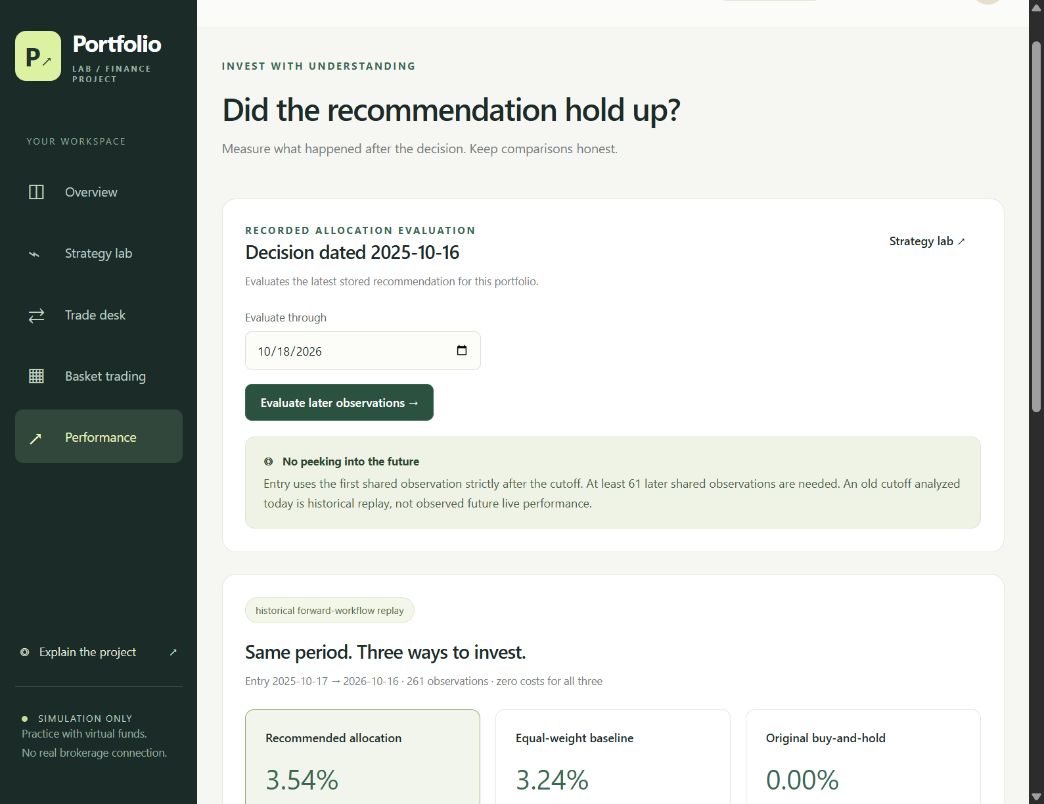 P↗
Portfolio
LAB / FINANCE
PROJECT
YOUR WORKSPACE
Overview
Strategy lab
Trade desk
Basket trading
Performance
Explain the project ↗
SIMULATION ONLY
Practice with virtual funds.
No real brokerage connection.
INVEST WITH UNDERSTANDING
Did the recommendation hold up?
Measure what happened after the decision. Keep comparisons honest.
RECORDED ALLOCATION EVALUATION
Decision dated 2025-10-16
Strategy lab ↗
Evaluates the latest stored recommendation for this portfolio.
Evaluate through
10/18/2026
Evaluate later observations →
No peeking into the future
Entry uses the first shared observation strictly after the cutoff. At least 61 later shared observations are needed. An old cutoff analyzed
today is historical replay, not observed future live performance.
historical forward-workflow replay
Same period. Three ways to invest.
Entry 2025-10-17 → 2026-10-16 · 261 observations · zero costs for all three
Recommended allocation
3.54%
Equal-weight baseline
3.24%
Original buy-and-hold
0.00%